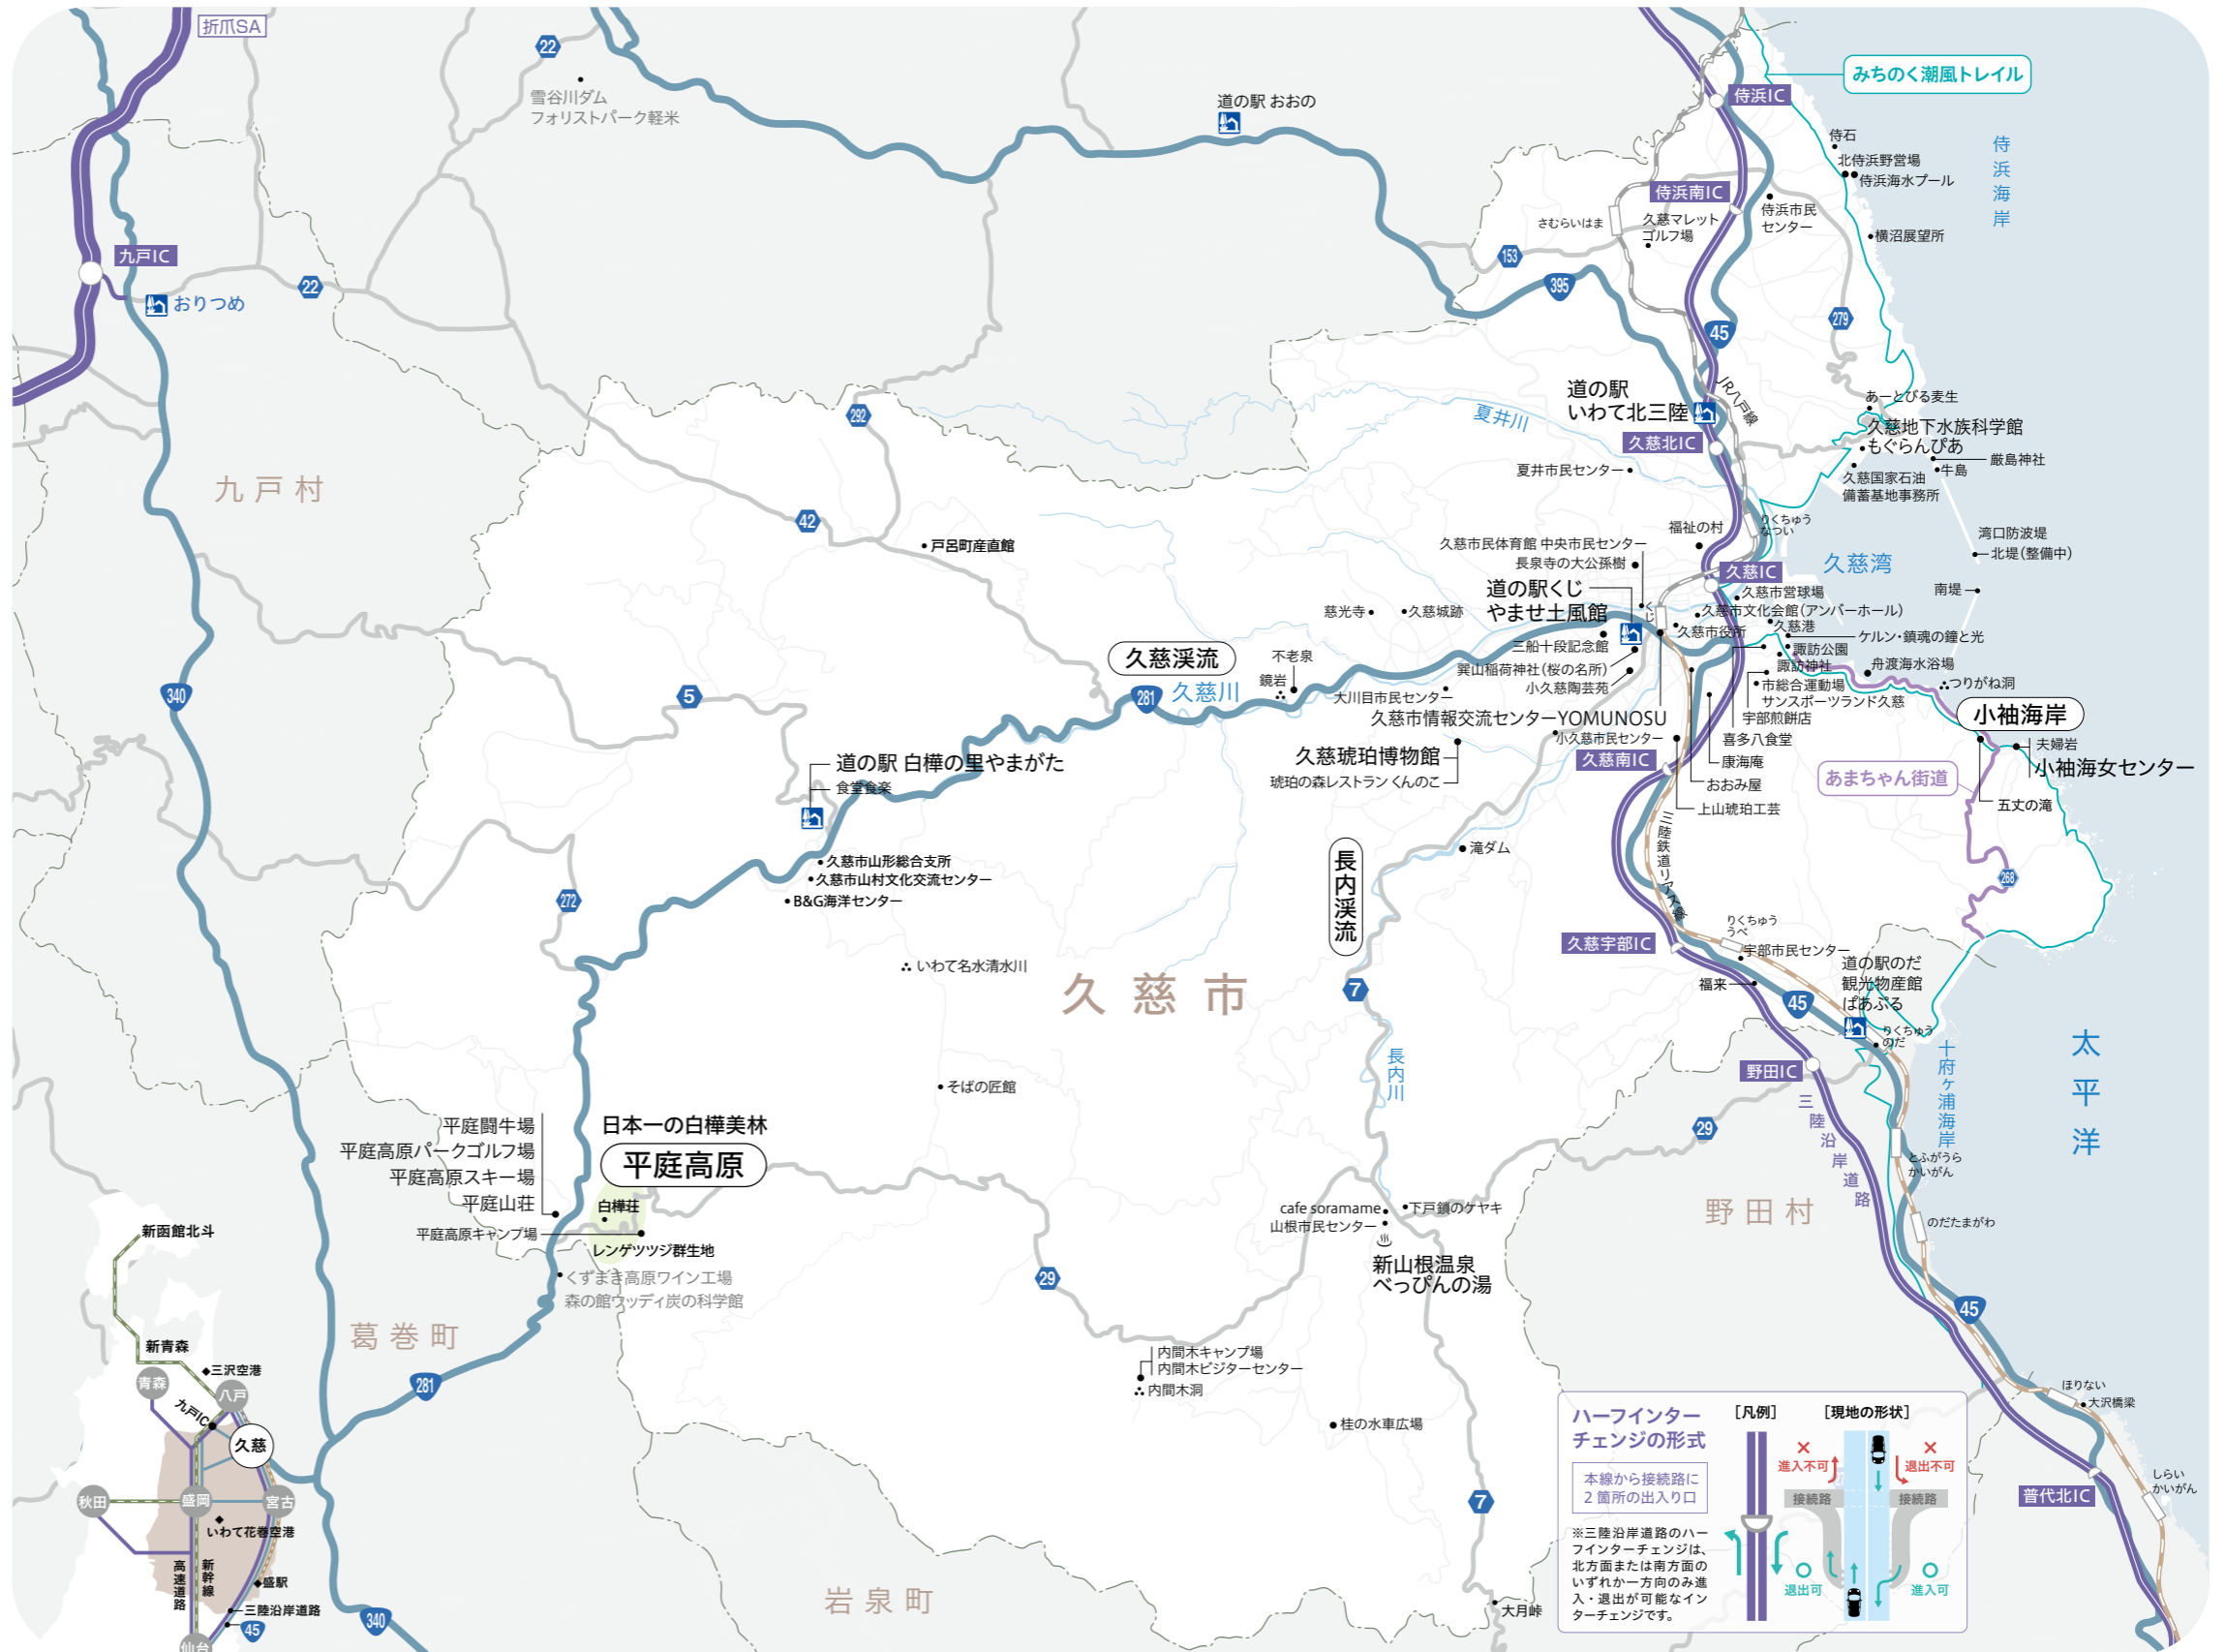 折爪SA
22
雪谷川ダム
フォリストパーク軽米
道の駅 おおの
侍浜IC
みちのく潮風トレイル
侍石
北侍浜野営場
侍浜海水プール
侍浜海岸
侍浜南IC
さむらいはま
久慈マレット
ゴルフ場
侍浜市民
センター
横沼展望所
九戸IC
おりつめ
22
153
395
45
279
292
道の駅
いわて北三陸
JR八戸線
夏井川
久慈北IC
あーとびる麦生
久慈地下水族科学館
もぐらんぴあ
厳島神社
牛島
久慈国家石油
備蓄基地事務所
九戸村
夏井市民センター
42
戸呂町産直館
福祉の村
りくちゅう
なつい
湾口防波堤
北堤(整備中)
久慈市民体育館 中央市民センター
長泉寺の大公孫樹
久慈IC
久慈湾
南堤
道の駅くじ
やませ土風館
久慈市営球場
くじ
久慈市文化会館(アンバーホール)
慈光寺
久慈城跡
久慈市役所
久慈港
ケルン・鎮魂の鐘と光
三船十段記念館
諏訪公園
諏訪神社
舟渡海水浴場
巽山稲荷神社(桜の名所)
小久慈陶芸苑
市総合運動場
サンスポーツランド久慈
つりがね洞
久慈渓流
不老泉
鏡岩
大川目市民センター
281
久慈川
340
5
久慈市情報交流センターYOMUNOSU
宇部煎餅店
小袖海岸
小久慈市民センター
喜多八食堂
夫婦岩
小袖海女センター
久慈琥珀博物館
琥珀の森レストラン くんのこ
久慈南IC
康海庵
おおみ屋
あまちゃん街道
五丈の滝
上山琥珀工芸
道の駅 白樺の里やまがた
食堂食楽
三陸鉄道リアス線
滝ダム
久慈市山形総合支所
久慈市山村文化交流センター
B&G海洋センター
長内渓流
268
272
りくちゅう
うべ
久慈宇部IC
宇部市民センター
いわて名水清水川
道の駅のだ
観光物産館
ぱあぷる
久慈市
7
福来
45
りくちゅう
のだ
長内川
十府ヶ浦海岸
太平洋
野田IC
そばの匠館
三陸沿岸道路
29
平庭闘牛場
平庭高原パークゴルフ場
平庭高原スキー場
平庭山荘
日本一の白樺美林
平庭高原
とふがうら
かいがん
白樺荘
平庭高原キャンプ場
レンゲツツジ群生地
cafe soramame
山根市民センター
下戸鎖のケヤキ
野田村
のだたまがわ
新山根温泉
べっぴんの湯
くずまき高原ワイン工場
森の館ウッディ炭の科学館
29
45
葛巻町
内間木キャンプ場
内間木ビジターセンター
内間木洞
281
桂の水車広場
ほりない
大沢橋梁
7
しらい
かいがん
普代北IC
岩泉町
340
大月峠
新函館北斗
新青森
三沢空港
青森
八戸
九戸IC
久慈
秋田
盛岡
宮古
いわて花巻空港
高速道路
新幹線
盛駅
三陸沿岸道路
45
仙台
ハーフインター
チェンジの形式
本線から接続路に
2 箇所の出入り口
※三陸沿岸道路のハー
フインターチェンジは、
北方面または南方面の
いずれか一方向のみ進
入・退出が可能なイン
ターチェンジです。
[凡例]
[現地の形状]
進入不可
退出不可
接続路
接続路
退出可
進入可